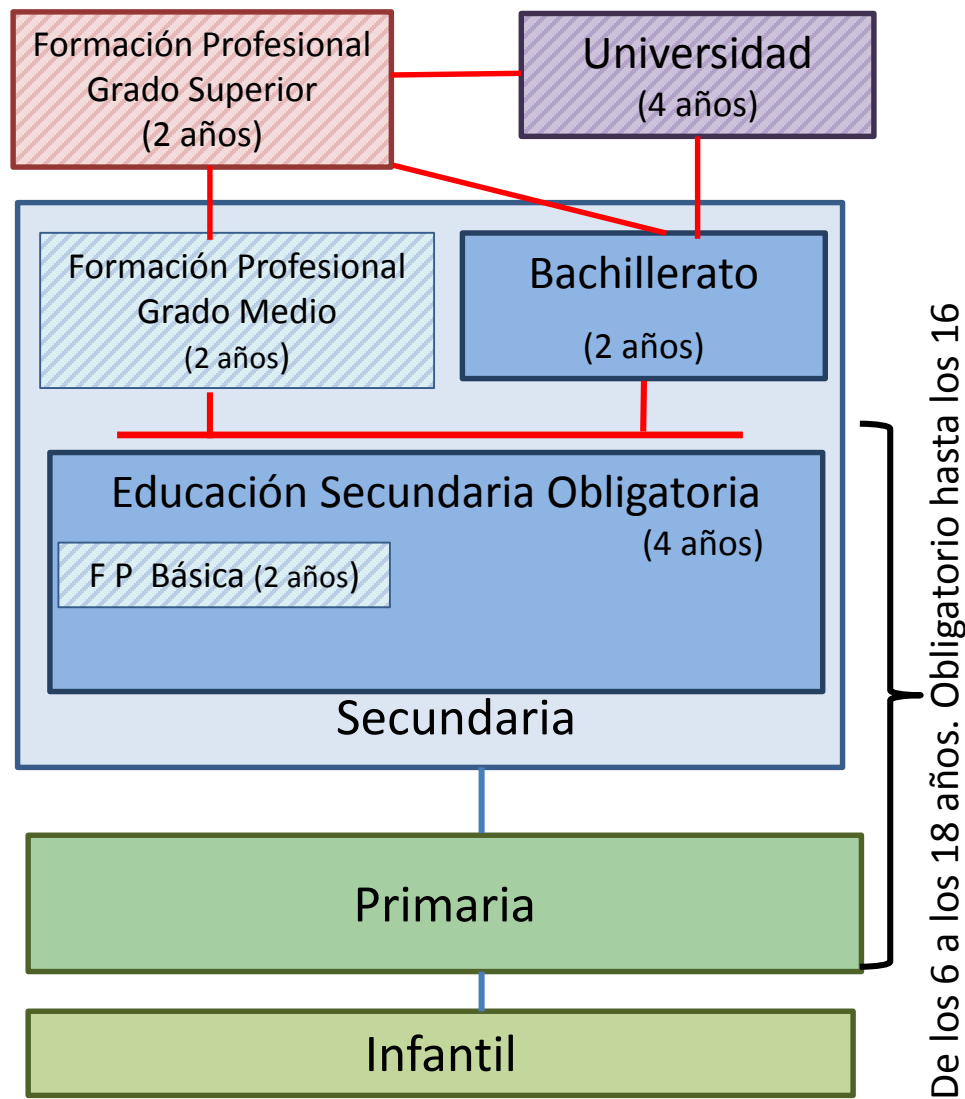 Formación Profesional
Grado Superior
(2 años)
Universidad
(4 años)
Formación Profesional
Grado Medio
(2 años)
Bachillerato
(2 años)
Educación Secundaria Obligatoria
(4 años)
F P Básica (2 años)
Secundaria
Primaria
Infantil
De los 6 a los 18 años. Obligatorio hasta los 16